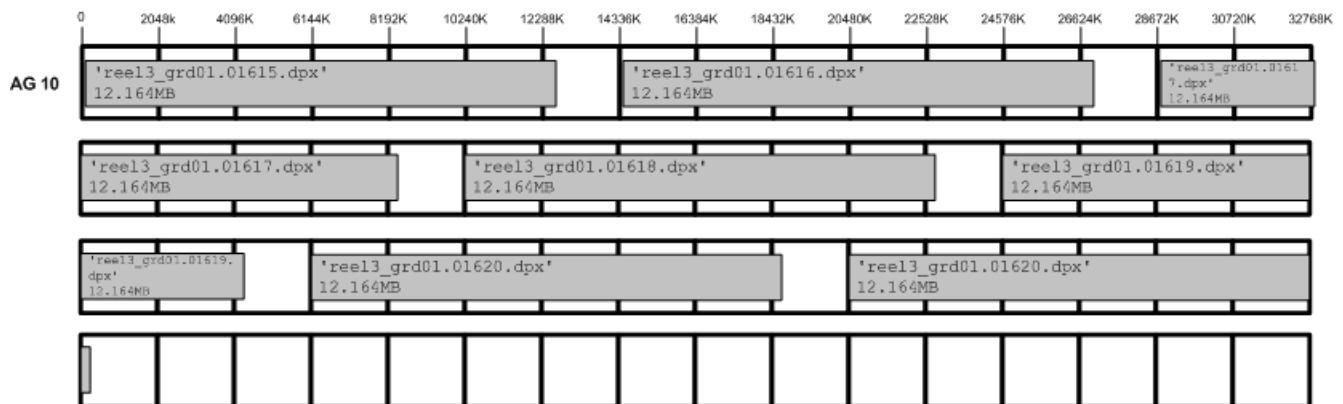 0 2048k 4096K 6144K 8192K 10240K 12288K 14336K 16384K 18432K 20480K 22528K 24576K 26624K 28672K 30720K 32768K
AG 10
'reel3_grd01.01615.dpx'
12.164MB
'reel3_grd01.01616.dpx'
12.164MB
'reel3_grd01.0161
7.dpx'
12.164MB
'reel3_grd01.01617.dpx'
12.164MB
'reel3_grd01.01618.dpx'
12.164MB
'reel3_grd01.01619.dpx'
12.164MB
'reel3_grd01.01619.
dpx'
12.164MB
'reel3_grd01.01620.dpx'
12.164MB
'reel3_grd01.01620.dpx'
12.164MB